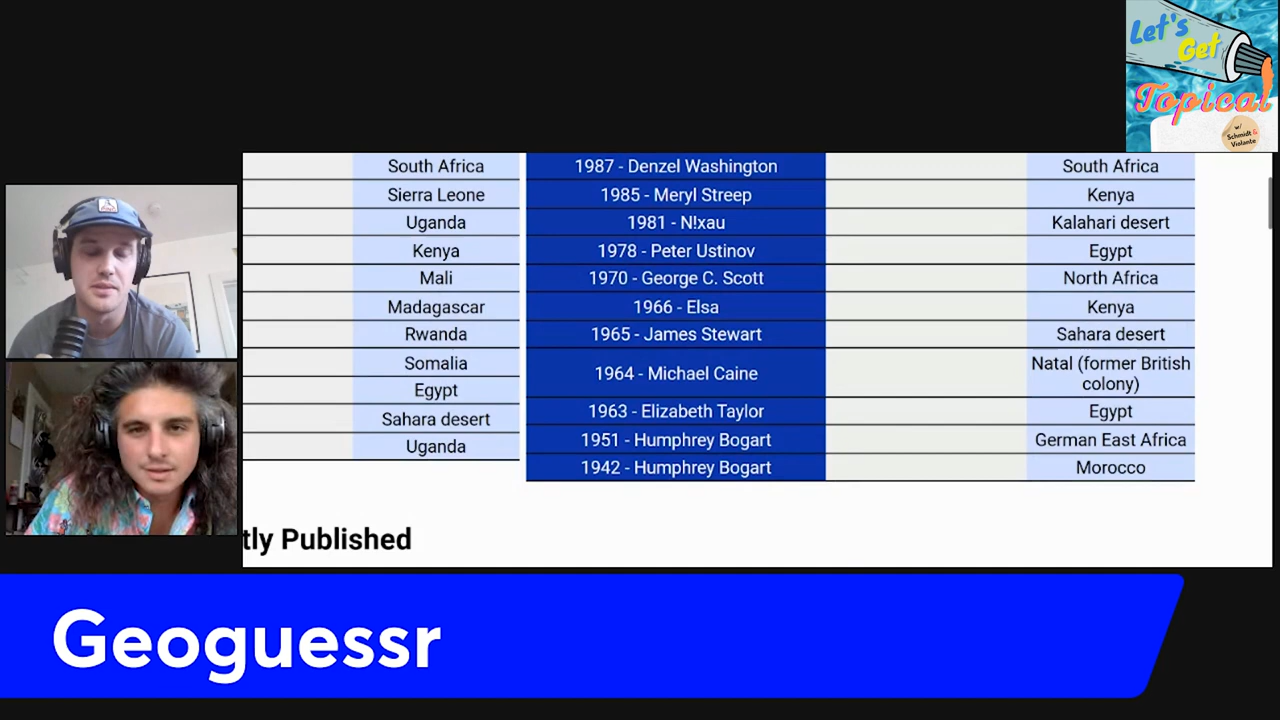 Let's
Get
Topical
w/
Schmidt &
Violante
South Africa
Sierra Leone
Uganda
Kenya
Mali
Madagascar
Rwanda
Somalia
Egypt
Sahara desert
Uganda
1987 - Denzel Washington South Africa
1985 - Meryl Streep Kenya
1981 - N!xau Kalahari desert
1978 - Peter Ustinov Egypt
1970 - George C. Scott North Africa
1966 - Elsa Kenya
1965 - James Stewart Sahara desert
1964 - Michael Caine Natal (former British
colony)
1963 - Elizabeth Taylor Egypt
1951 - Humphrey Bogart German East Africa
1942 - Humphrey Bogart Morocco
tly Published
Geoguessr